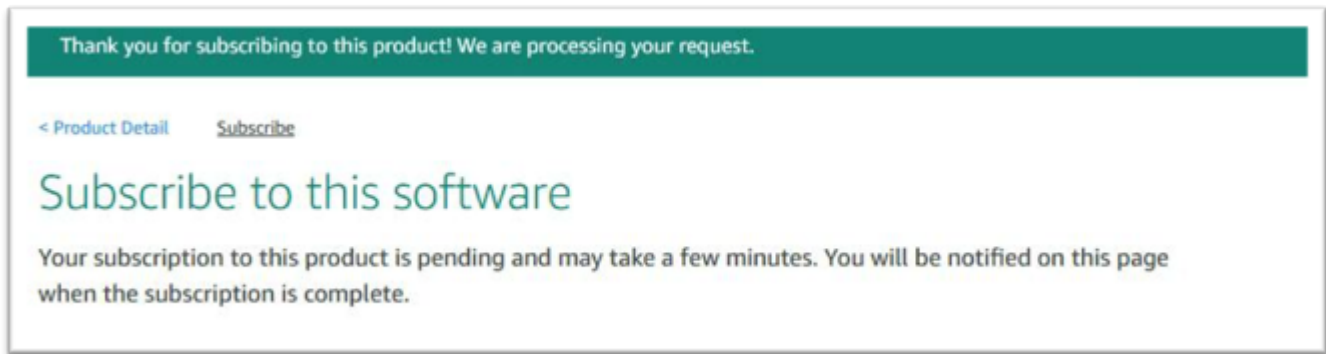 Thank you for subscribing to this product! We are processing your request.
< Product Detail Subscribe
Subscribe to this software
Your subscription to this product is pending and may take a few minutes. You will be notified on this page
when the subscription is complete.